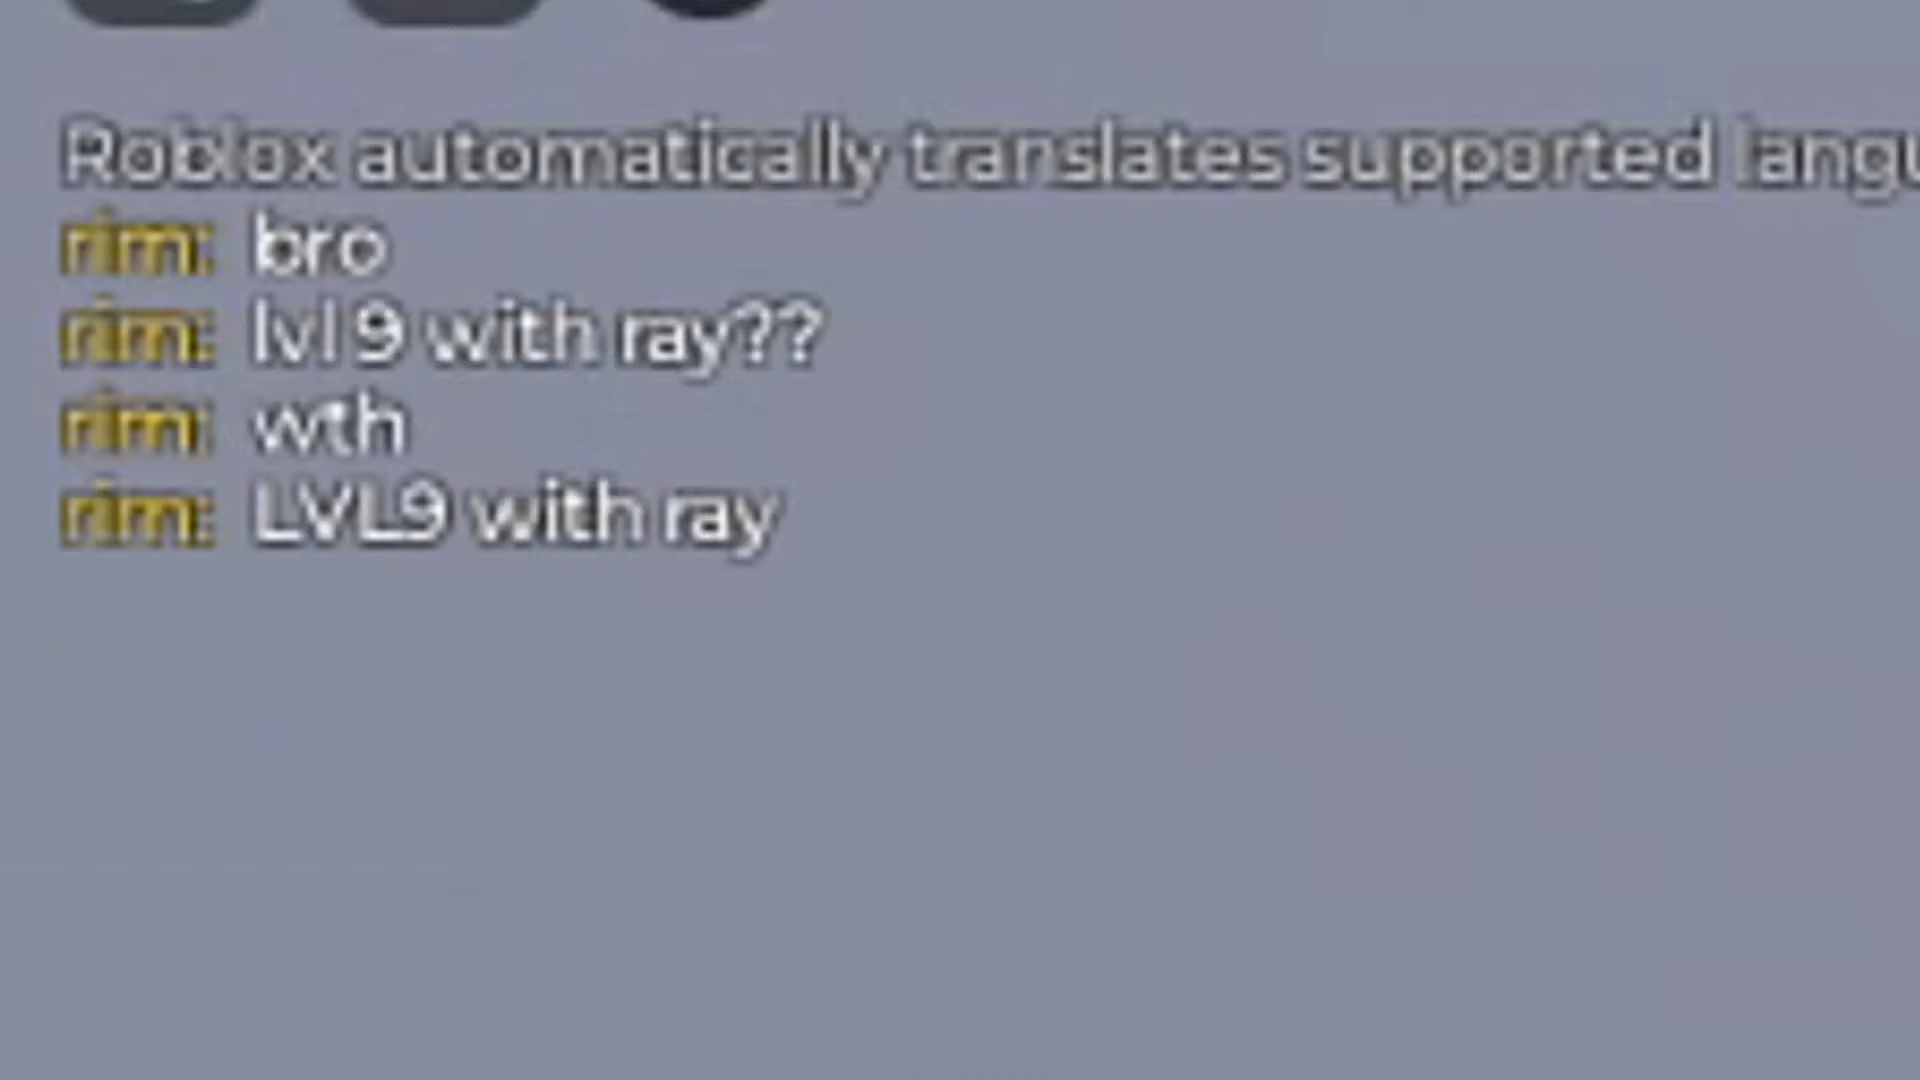 Roblox automatically translates supported langu
rim: bro
rim: lvl 9 with ray??
rim: wth
rim: LVL9 with ray